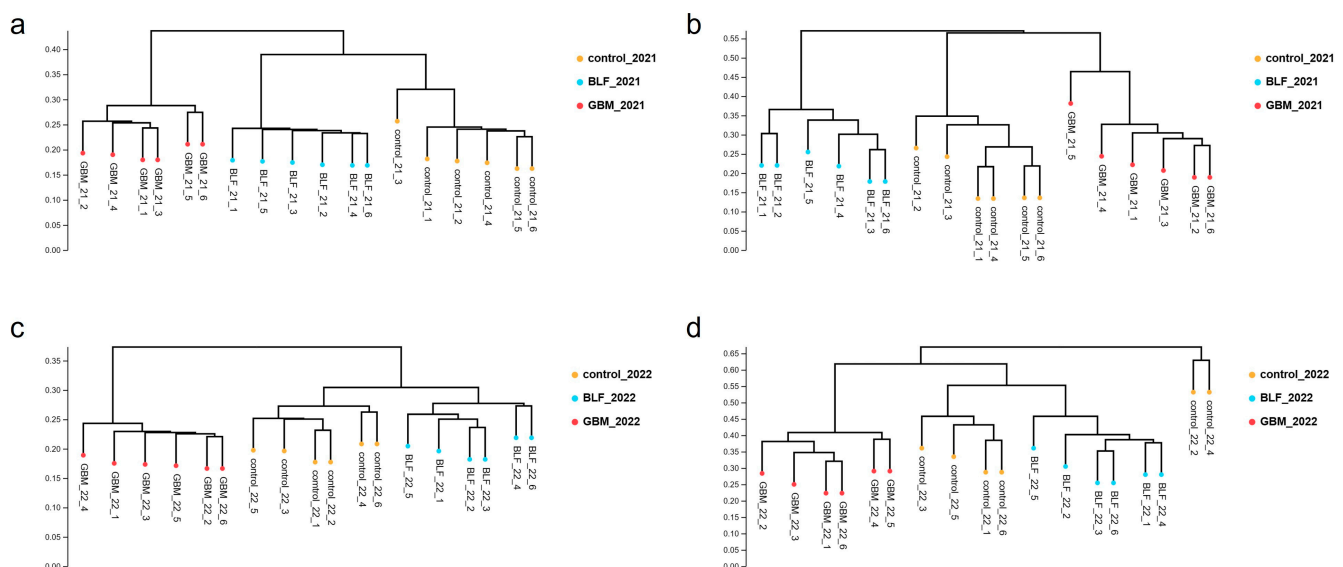 a
0.40
0.35
0.30
0.25
0.20
0.15
0.10
0.05
0.00
GBM_21_2
GBM_21_4
GBM_21_1
GBM_21_3
GBM_21_5
GBM_21_6
BLF_21_1
BLF_21_5
BLF_21_3
BLF_21_2
BLF_21_4
BLF_21_6
control_21_3
control_21_1
control_21_2
control_21_4
control_21_5
control_21_6
control_2021
BLF_2021
GBM_2021
b
0.55
0.50
0.45
0.40
0.35
0.30
0.25
0.20
0.15
0.10
0.05
0.00
BLF_21_1
BLF_21_2
BLF_21_5
BLF_21_4
BLF_21_3
BLF_21_6
control_21_2
control_21_3
control_21_1
control_21_4
control_21_5
control_21_6
GBM_21_5
GBM_21_4
GBM_21_1
GBM_21_3
GBM_21_2
GBM_21_6
control_2021
BLF_2021
GBM_2021
c
0.35
0.30
0.25
0.20
0.15
0.10
0.05
0.00
GBM_22_4
GBM_22_1
GBM_22_3
GBM_22_5
GBM_22_2
GBM_22_6
control_22_5
control_22_3
control_22_1
control_22_2
control_22_4
control_22_6
BLF_22_5
BLF_22_1
BLF_22_2
BLF_22_3
BLF_22_4
BLF_22_6
control_2022
BLF_2022
GBM_2022
d
0.65
0.60
0.55
0.50
0.45
0.40
0.35
0.30
0.25
0.20
0.15
0.10
0.05
0.00
GBM_22_2
GBM_22_3
GBM_22_1
GBM_22_6
GBM_22_4
GBM_22_5
control_22_3
control_22_5
control_22_1
control_22_6
BLF_22_5
BLF_22_2
BLF_22_3
BLF_22_6
BLF_22_1
BLF_22_4
control_22_2
control_22_4
control_2022
BLF_2022
GBM_2022